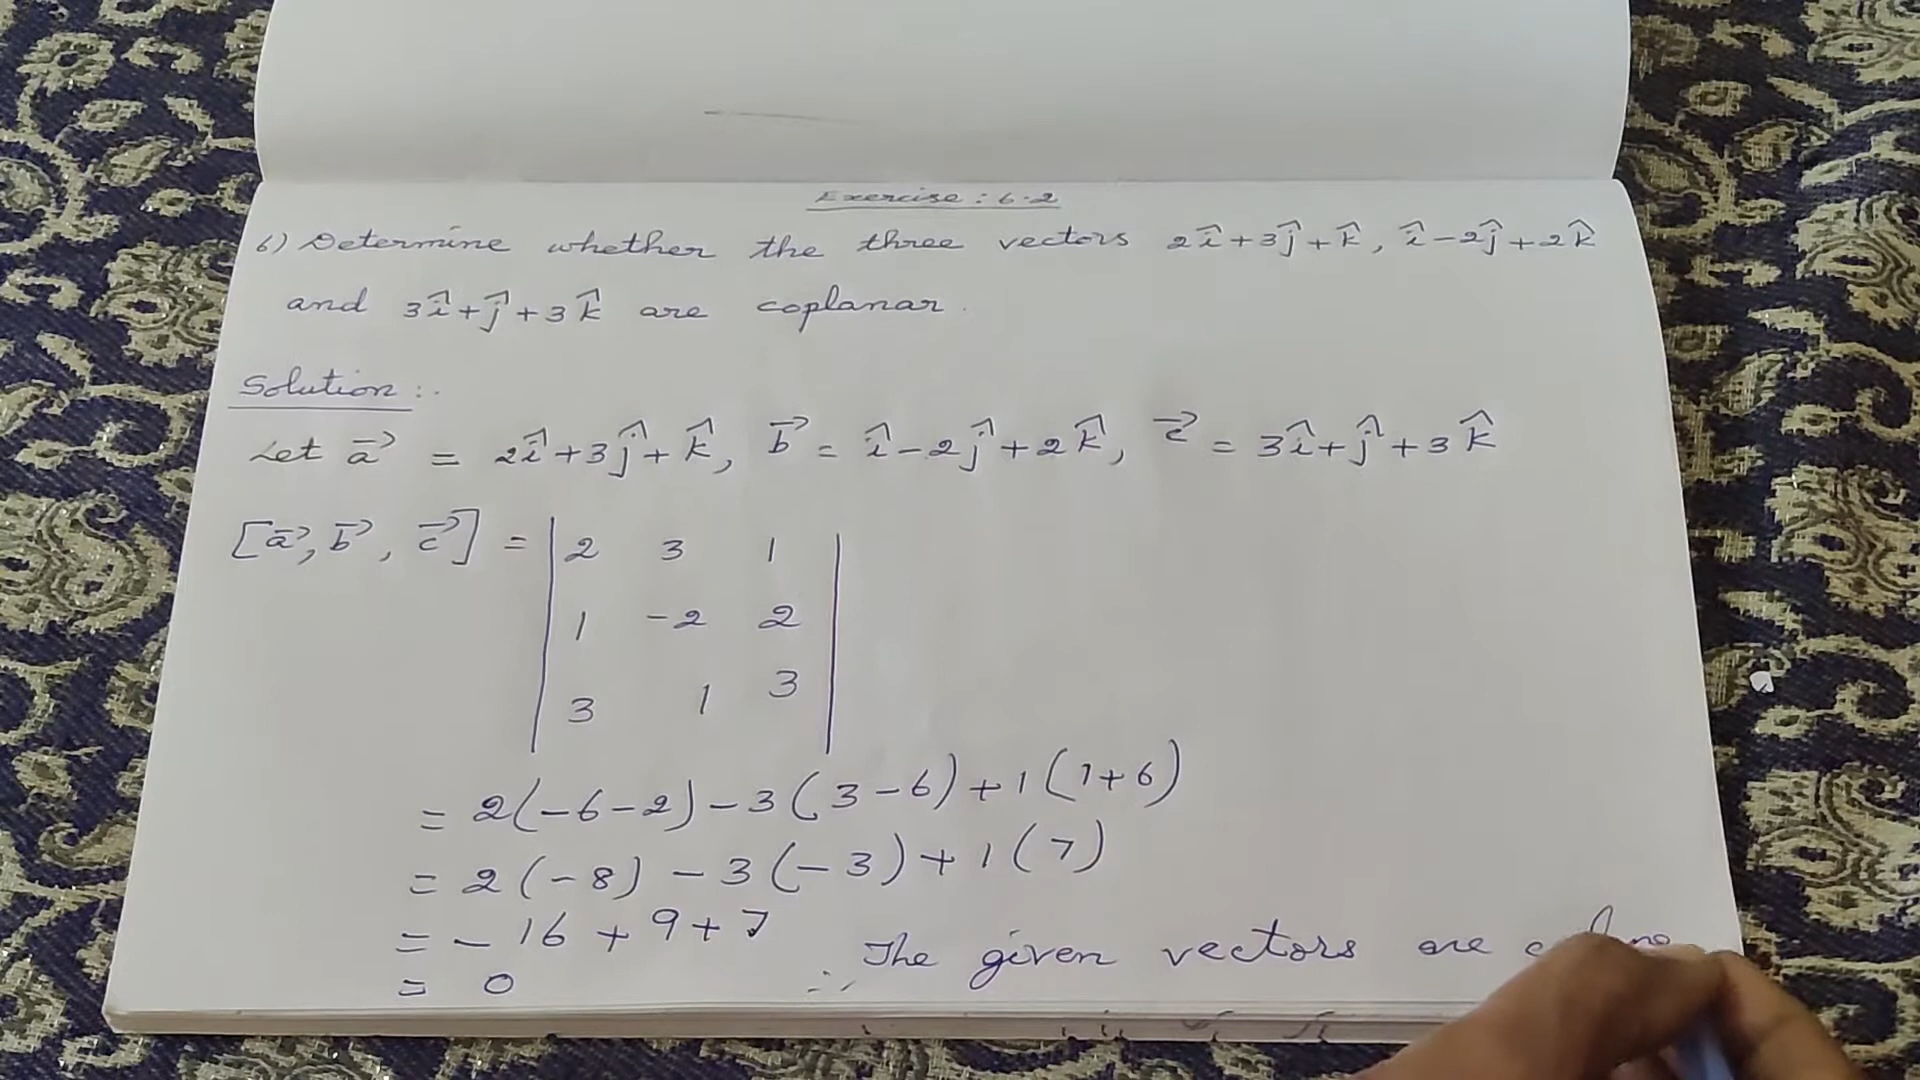 Exercise: 6.2
6) Determine whether the three vectors 2î+3ĵ+k̂, î-2ĵ+2k̂
and 3î+ĵ+3k̂ are coplanar.
Solution:.
Let a⃗ = 2î+3ĵ+k̂, b⃗ = î-2ĵ+2k̂, c⃗ = 3î+ĵ+3k̂
[a⃗, b⃗, c⃗] = | 2 3 1 |
1 -2 2
3 1 3
= 2(-6-2)-3(3-6)+1(1+6)
= 2(-8)-3(-3)+1(7)
= -16+9+7
= 0 ∴ The given vectors are